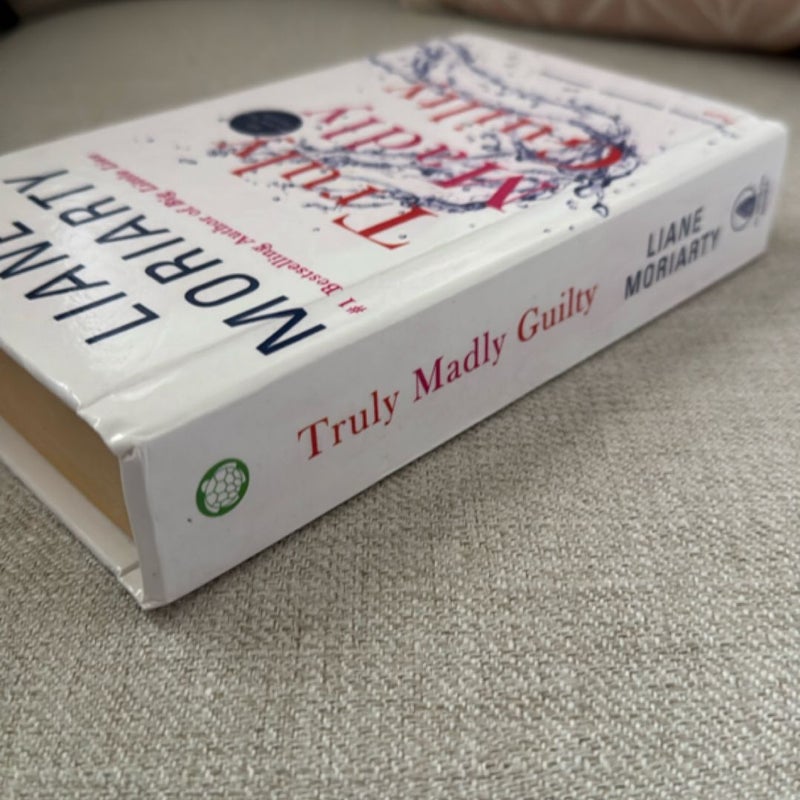 Truly
Madly
Guilty
#1 Bestselling Author of Big Little Lies
LIANE
MORIARTY
Truly Madly Guilty
LIANE
MORIARTY